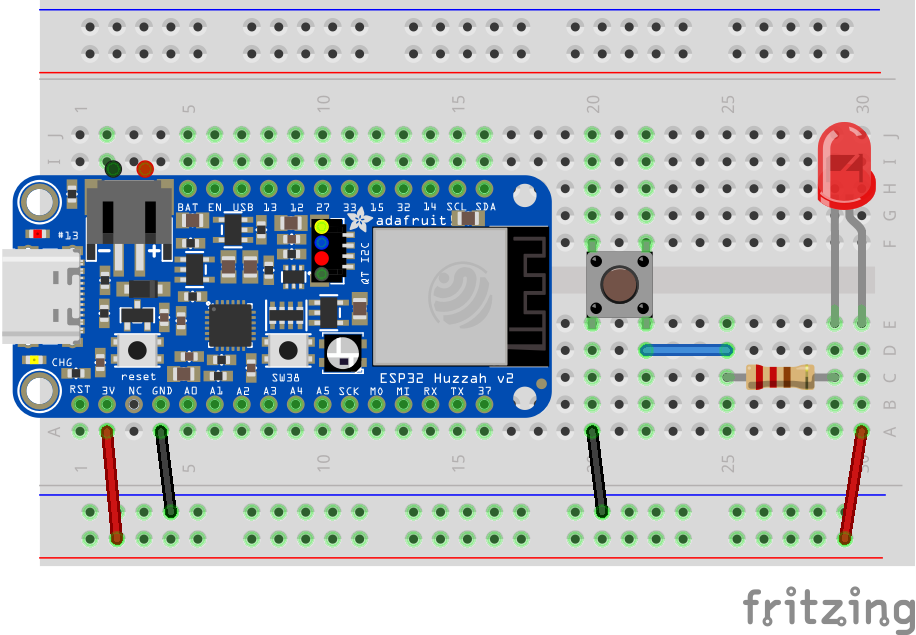 1 5 10 15 20 25 30
J J
I I
H
G
F
BAT EN USB 13 12 27 33 15 32 14 SCL SDA
#13
adafruit
QT I2C
- +
E
D
C
B
CHG
reset
SW38
ESP32 Huzzah v2
RST 3V NC GND A0 A1 A2 A3 A4 A5 SCK MO MI RX TX 37
A A
1 5 10 15 20 25 30
fritzing